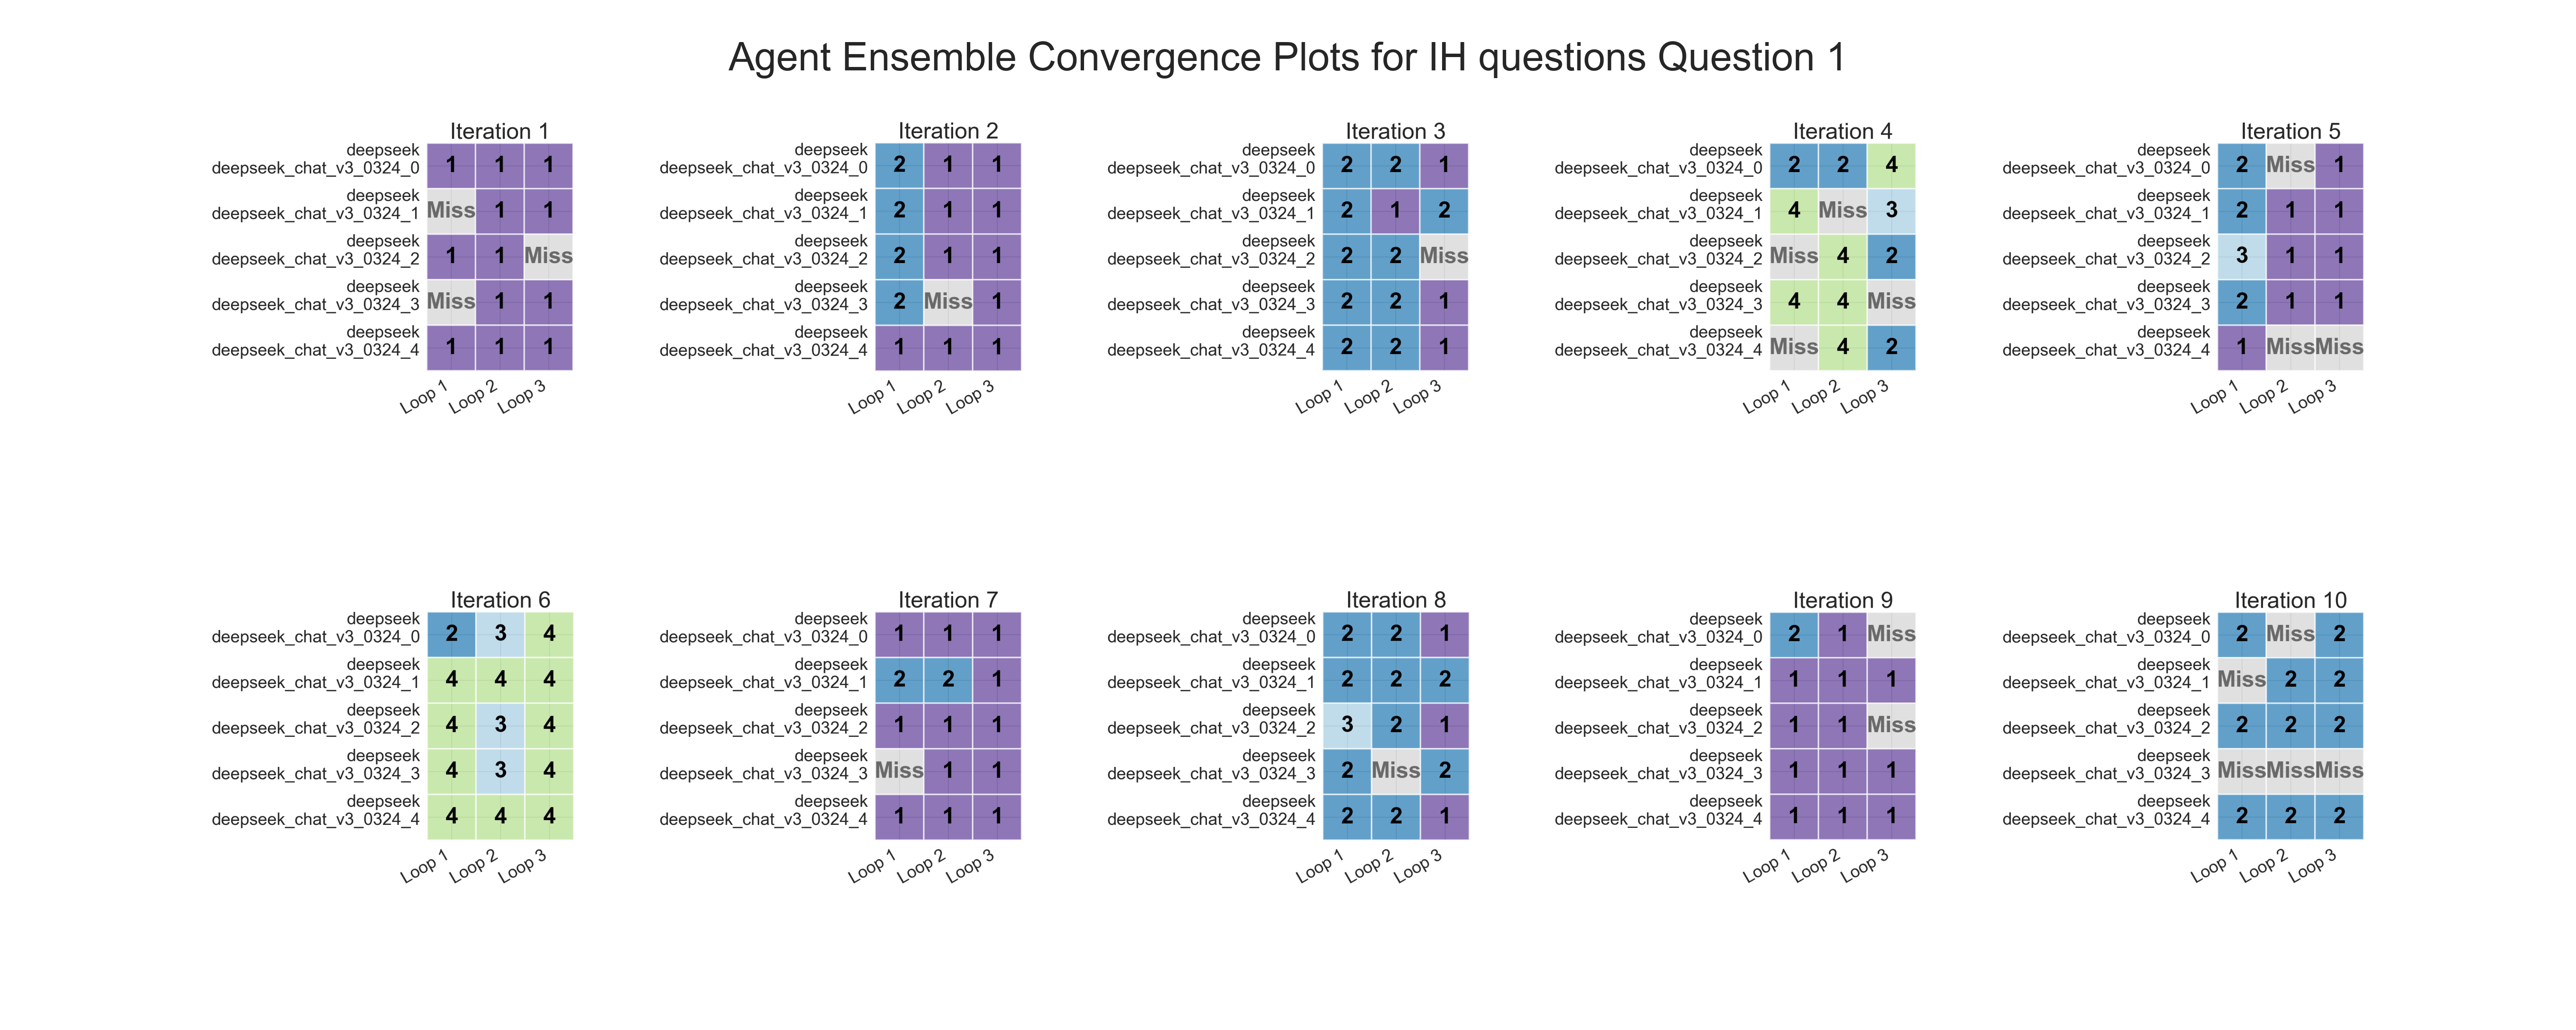 Agent Ensemble Convergence Plots for IH questions Question 1
Iteration 1
deepseek
deepseek_chat_v3_0324_0
1 1 1
deepseek
deepseek_chat_v3_0324_1
Miss 1 1
deepseek
deepseek_chat_v3_0324_2
1 1 Miss
deepseek
deepseek_chat_v3_0324_3
Miss 1 1
deepseek
deepseek_chat_v3_0324_4
1 1 1
Loop 1 Loop 2 Loop 3
Iteration 2
deepseek
deepseek_chat_v3_0324_0
2 1 1
deepseek
deepseek_chat_v3_0324_1
2 1 1
deepseek
deepseek_chat_v3_0324_2
2 1 1
deepseek
deepseek_chat_v3_0324_3
2 Miss 1
deepseek
deepseek_chat_v3_0324_4
1 1 1
Loop 1 Loop 2 Loop 3
Iteration 3
deepseek
deepseek_chat_v3_0324_0
2 2 1
deepseek
deepseek_chat_v3_0324_1
2 1 2
deepseek
deepseek_chat_v3_0324_2
2 2 Miss
deepseek
deepseek_chat_v3_0324_3
2 2 1
deepseek
deepseek_chat_v3_0324_4
2 2 1
Loop 1 Loop 2 Loop 3
Iteration 4
deepseek
deepseek_chat_v3_0324_0
2 2 4
deepseek
deepseek_chat_v3_0324_1
4 Miss 3
deepseek
deepseek_chat_v3_0324_2
Miss 4 2
deepseek
deepseek_chat_v3_0324_3
4 4 Miss
deepseek
deepseek_chat_v3_0324_4
Miss 4 2
Loop 1 Loop 2 Loop 3
Iteration 5
deepseek
deepseek_chat_v3_0324_0
2 Miss 1
deepseek
deepseek_chat_v3_0324_1
2 1 1
deepseek
deepseek_chat_v3_0324_2
3 1 1
deepseek
deepseek_chat_v3_0324_3
2 1 1
deepseek
deepseek_chat_v3_0324_4
1 Miss Miss
Loop 1 Loop 2 Loop 3
Iteration 6
deepseek
deepseek_chat_v3_0324_0
2 3 4
deepseek
deepseek_chat_v3_0324_1
4 4 4
deepseek
deepseek_chat_v3_0324_2
4 3 4
deepseek
deepseek_chat_v3_0324_3
4 3 4
deepseek
deepseek_chat_v3_0324_4
4 4 4
Loop 1 Loop 2 Loop 3
Iteration 7
deepseek
deepseek_chat_v3_0324_0
1 1 1
deepseek
deepseek_chat_v3_0324_1
2 2 1
deepseek
deepseek_chat_v3_0324_2
1 1 1
deepseek
deepseek_chat_v3_0324_3
Miss 1 1
deepseek
deepseek_chat_v3_0324_4
1 1 1
Loop 1 Loop 2 Loop 3
Iteration 8
deepseek
deepseek_chat_v3_0324_0
2 2 1
deepseek
deepseek_chat_v3_0324_1
2 2 2
deepseek
deepseek_chat_v3_0324_2
3 2 1
deepseek
deepseek_chat_v3_0324_3
2 Miss 2
deepseek
deepseek_chat_v3_0324_4
2 2 1
Loop 1 Loop 2 Loop 3
Iteration 9
deepseek
deepseek_chat_v3_0324_0
2 1 Miss
deepseek
deepseek_chat_v3_0324_1
1 1 1
deepseek
deepseek_chat_v3_0324_2
1 1 Miss
deepseek
deepseek_chat_v3_0324_3
1 1 1
deepseek
deepseek_chat_v3_0324_4
1 1 1
Loop 1 Loop 2 Loop 3
Iteration 10
deepseek
deepseek_chat_v3_0324_0
2 Miss 2
deepseek
deepseek_chat_v3_0324_1
Miss 2 2
deepseek
deepseek_chat_v3_0324_2
2 2 2
deepseek
deepseek_chat_v3_0324_3
Miss Miss Miss
deepseek
deepseek_chat_v3_0324_4
2 2 2
Loop 1 Loop 2 Loop 3